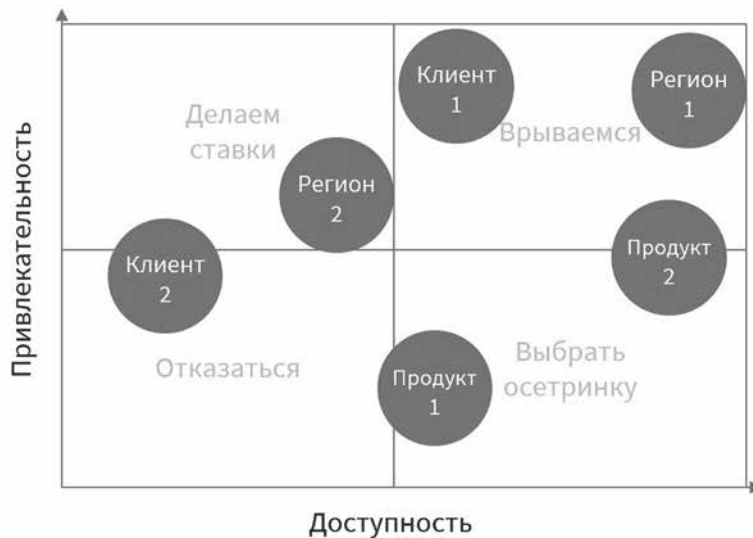 Привлекательность
Делаем
ставки
Клиент
1
Регион
1
Врываемся
Регион
2
Клиент
2
Продукт
2
Отказаться
Продукт
1
Выбрать
осетринку
Доступность